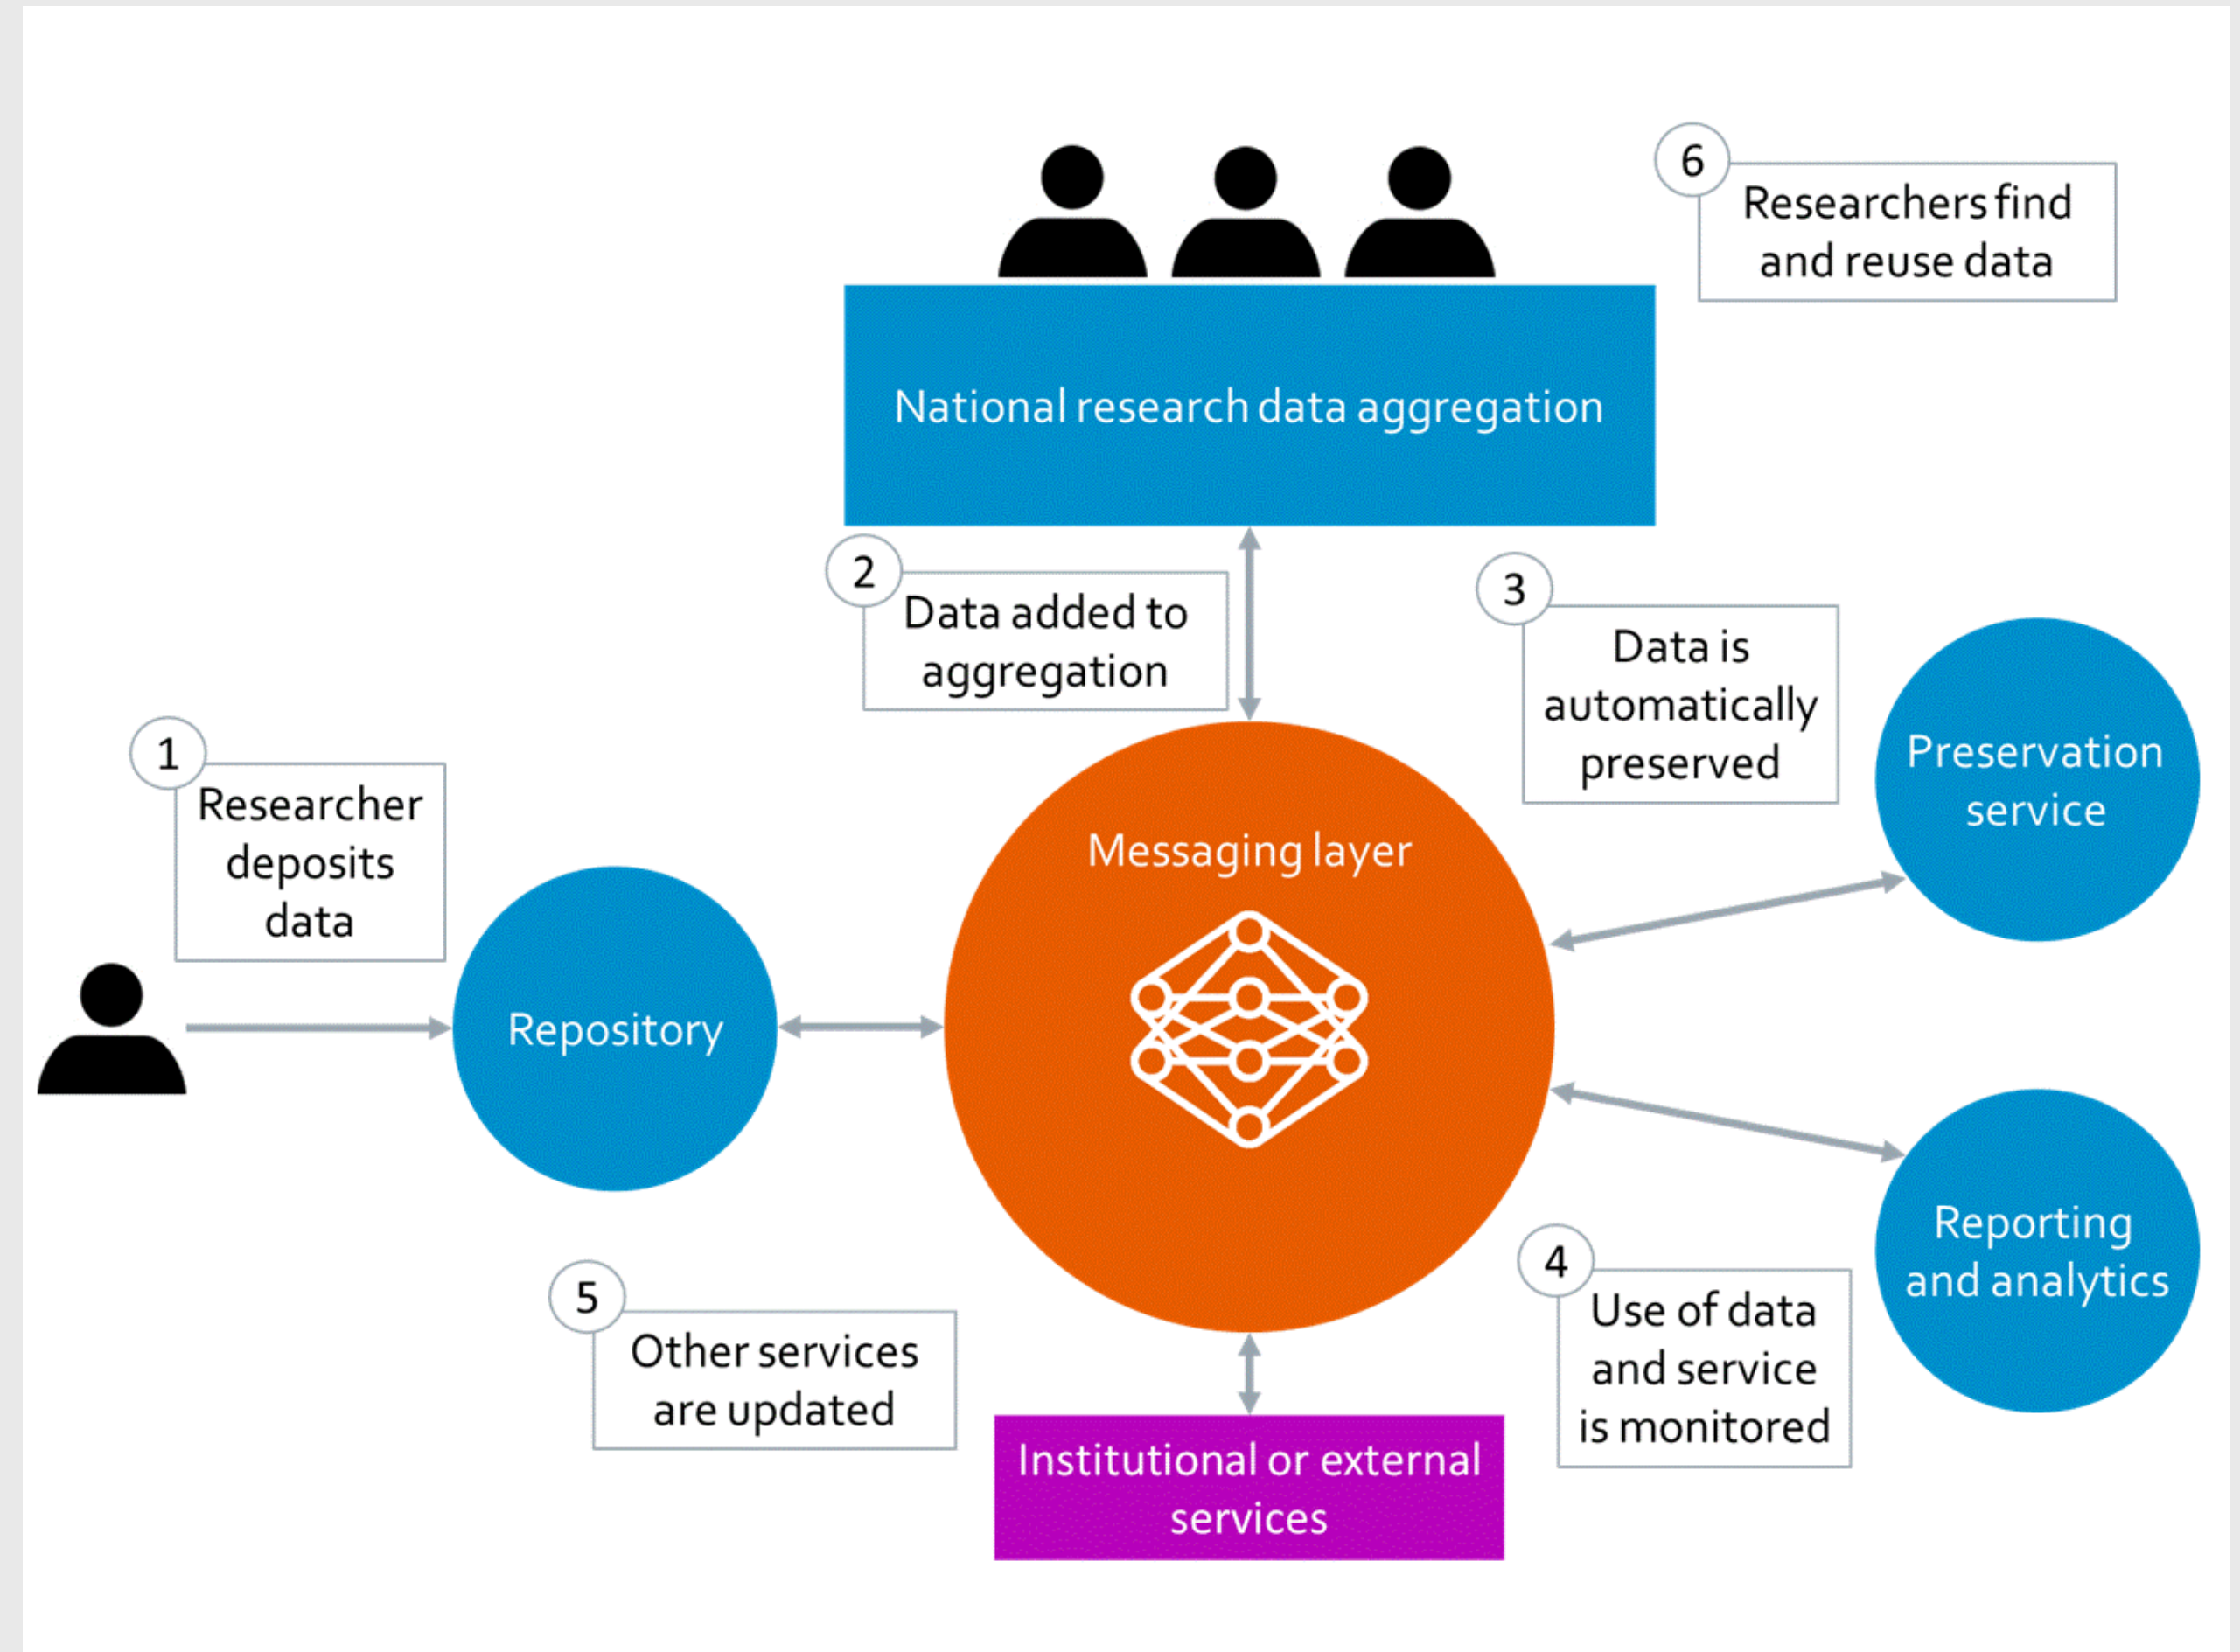 6
Researchers find
and reuse data
National research data aggregation
2
Data added to
aggregation
3
Data is
automatically
preserved
Preservation
service
1
Researcher
deposits
data
Messaging layer
Repository
Reporting
and analytics
4
Use of data
and service
is monitored
5
Other services
are updated
Institutional or external
services